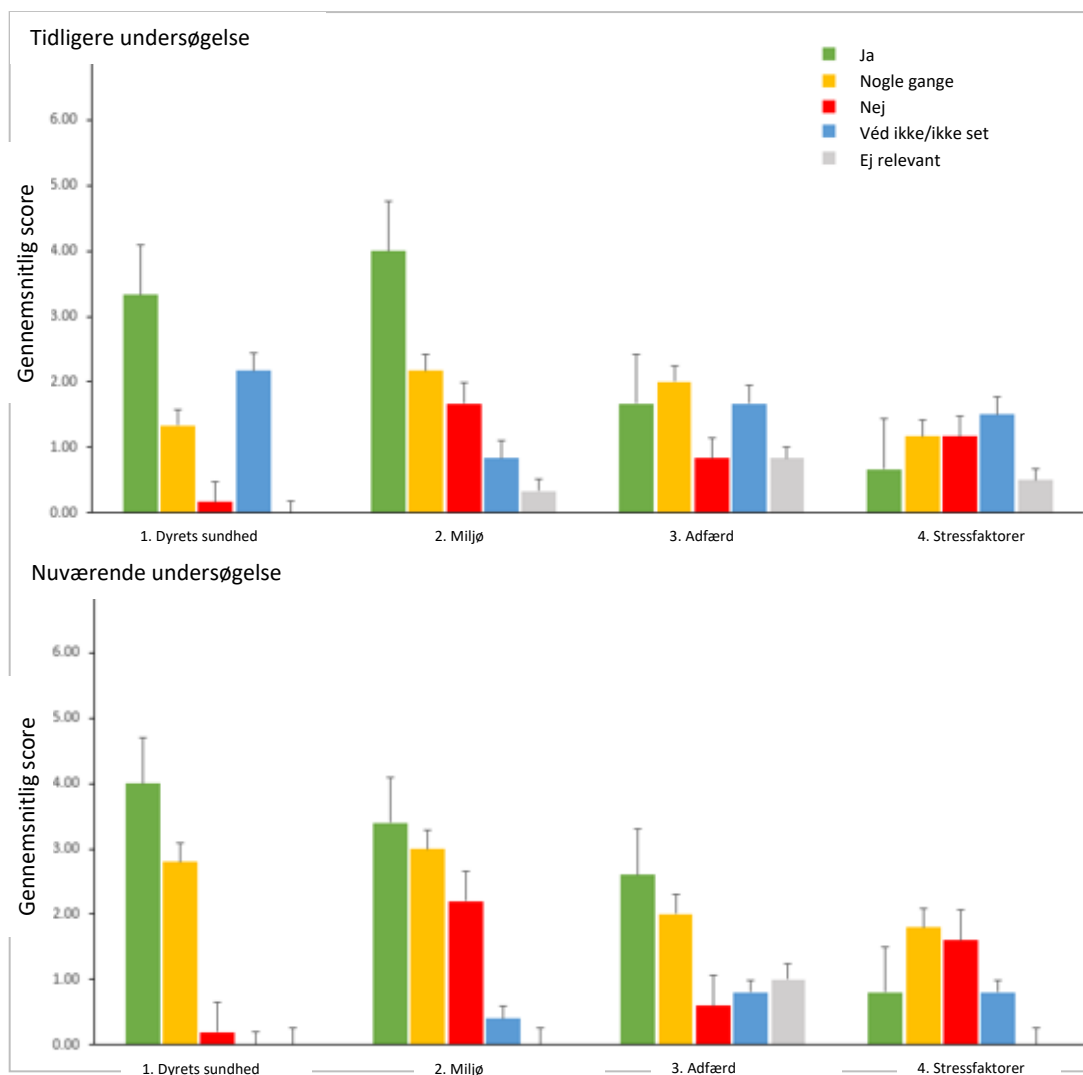 Tidligere undersøgelse
Ja
Nogle gange
Nej
Véd ikke/ikke set
Ej relevant
Gennemsnitlig score
6.00
5.00
4.00
3.00
2.00
1.00
0.00
1. Dyrets sundhed
2. Miljø
3. Adfærd
4. Stressfaktorer
Nuværende undersøgelse
Gennemsnitlig score
6.00
5.00
4.00
3.00
2.00
1.00
0.00
1. Dyrets sundhed
2. Miljø
3. Adfærd
4. Stressfaktorer